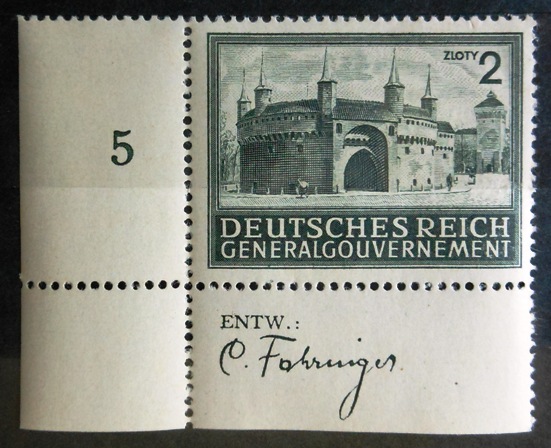 ZLOTY 2
5
DEUTSCHES REICH
GENERALGOUVERNEMENT
ENTW.:
C. Fahringer